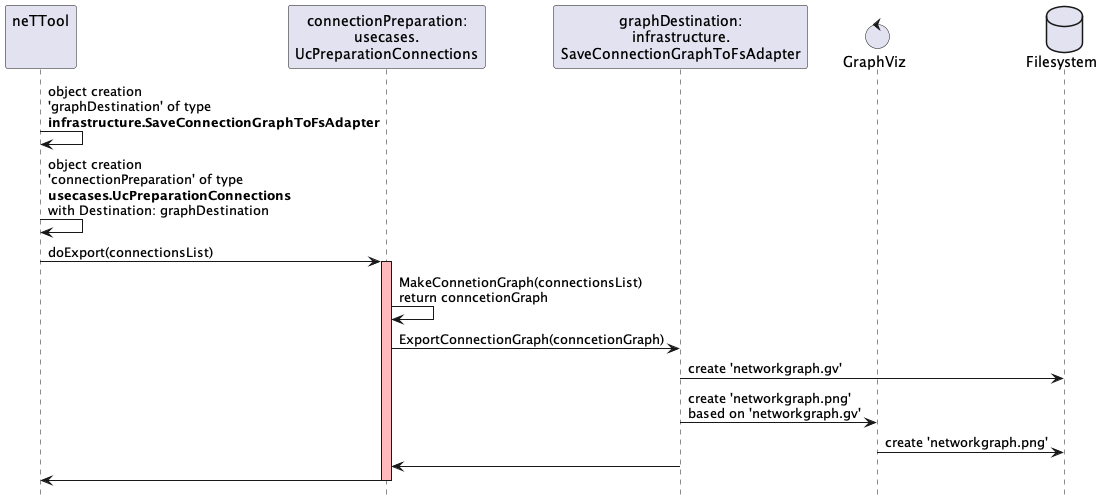 neTTool
connectionPreparation:
usecases.
UcPreparationConnections
graphDestination:
infrastructure.
SaveConnectionGraphToFsAdapter
GraphViz
Filesystem
object creation
'graphDestination' of type
infrastructure.SaveConnectionGraphToFsAdapter
object creation
'connectionPreparation' of type
usecases.UcPreparationConnections
with Destination: graphDestination
doExport(connectionsList)
MakeConnetionGraph(connectionsList)
return conncetionGraph
ExportConnectionGraph(conncetionGraph)
create 'networkgraph.gv'
create 'networkgraph.png'
based on 'networkgraph.gv'
create 'networkgraph.png'